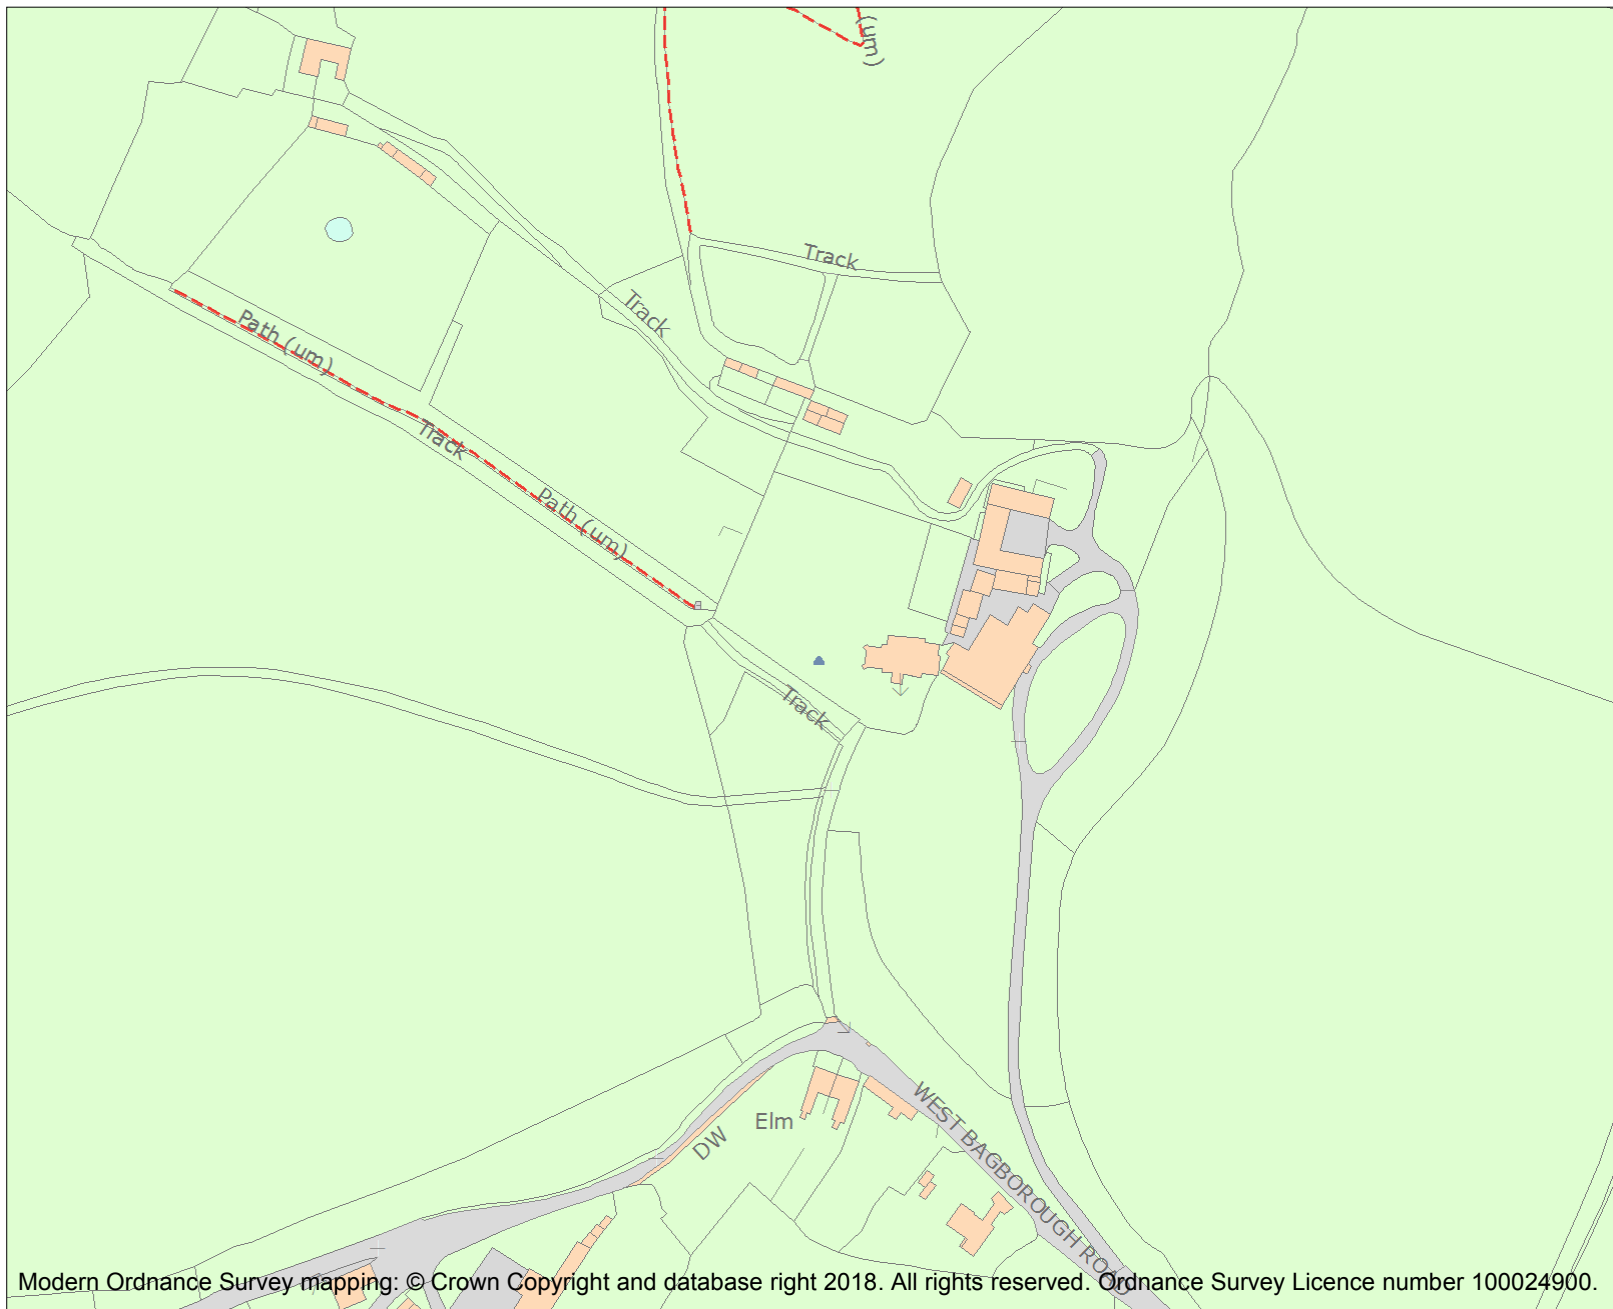 (um)
Track
Track
Path (um)
Track
Path (um)
Track
WEST BAGBOROUGH ROAD
Elm
DW
Modern Ordnance Survey mapping: © Crown Copyright and database right 2018. All rights reserved. Ordnance Survey Licence number 100024900.